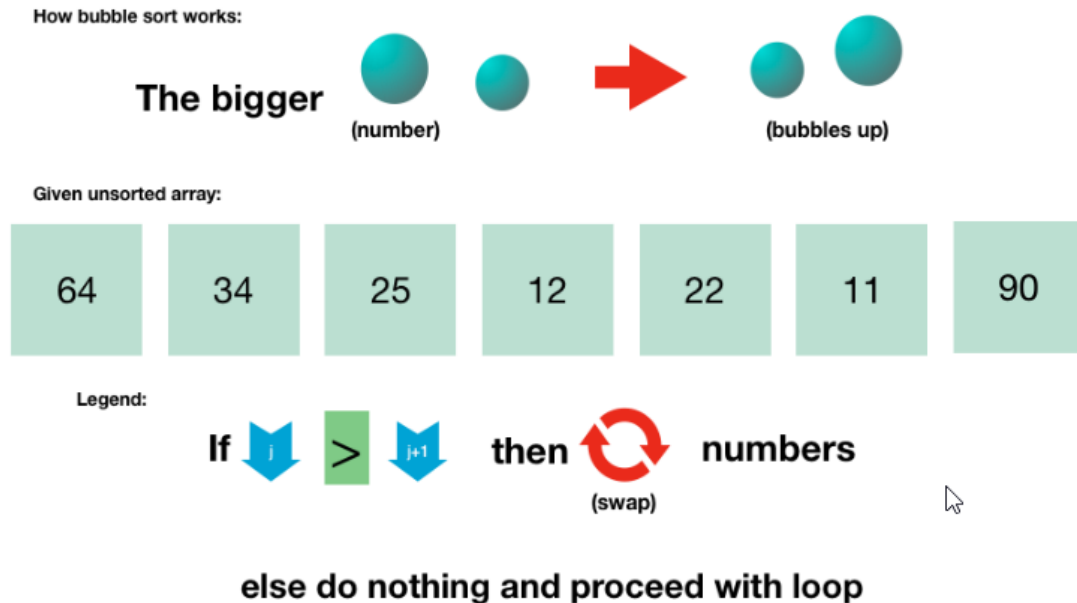 How bubble sort works:
The bigger
(number)
(bubbles up)
Given unsorted array:
64 34 25 12 22 11 90
Legend:
If j > j+1 then numbers
(swap)
else do nothing and proceed with loop